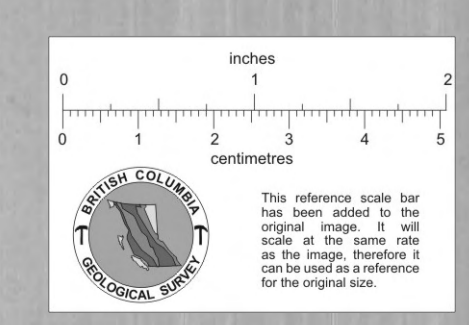 inches
0 1 2
0 1 2 3 4 5
centimetres
BRITISH COLUMBIA
GEOLOGICAL SURVEY
This reference scale bar
has been added to the
original image. It will
scale at the same rate
as the image, therefore it
can be used as a reference
for the original size.